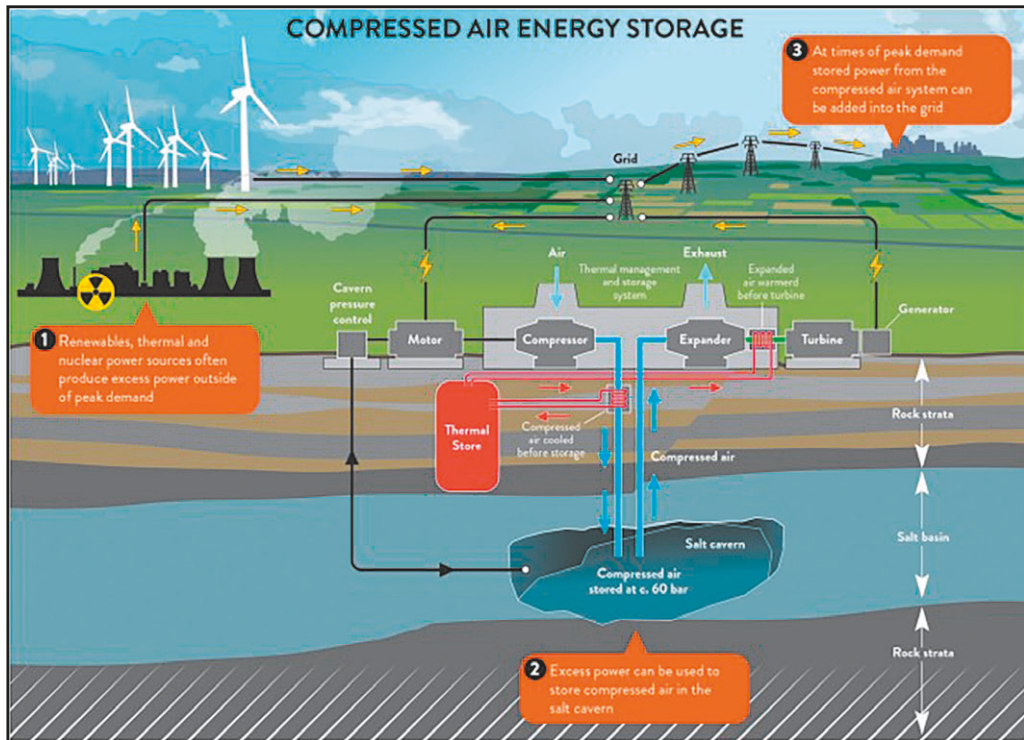 COMPRESSED AIR ENERGY STORAGE
3 At times of peak demand
stored power from the
compressed air system can
be added into the grid
Grid
Air
Exhaust
Thermal management
and storage
system
Expanded
air warmerd
before turbine
Cavern
pressure
control
Generator
Motor
Compressor
Expander
Turbine
1 Renewables, thermal and
nuclear power sources often
produce excess power outside
of peak demand
Thermal
Store
Compressed
air cooled
before storage
Compressed air
Rock strata
Salt basin
Salt cavern
Compressed air
stored at c. 60 bar
Rock strata
2 Excess power can be used to
store compressed air in the
salt cavern